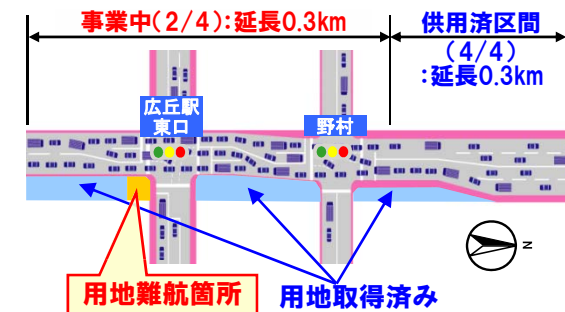 事業中(2/4):延長0.3km
供用済区間
(4/4)
:延長0.3km
広丘駅
東口
野村
N
用地難航箇所
用地取得済み